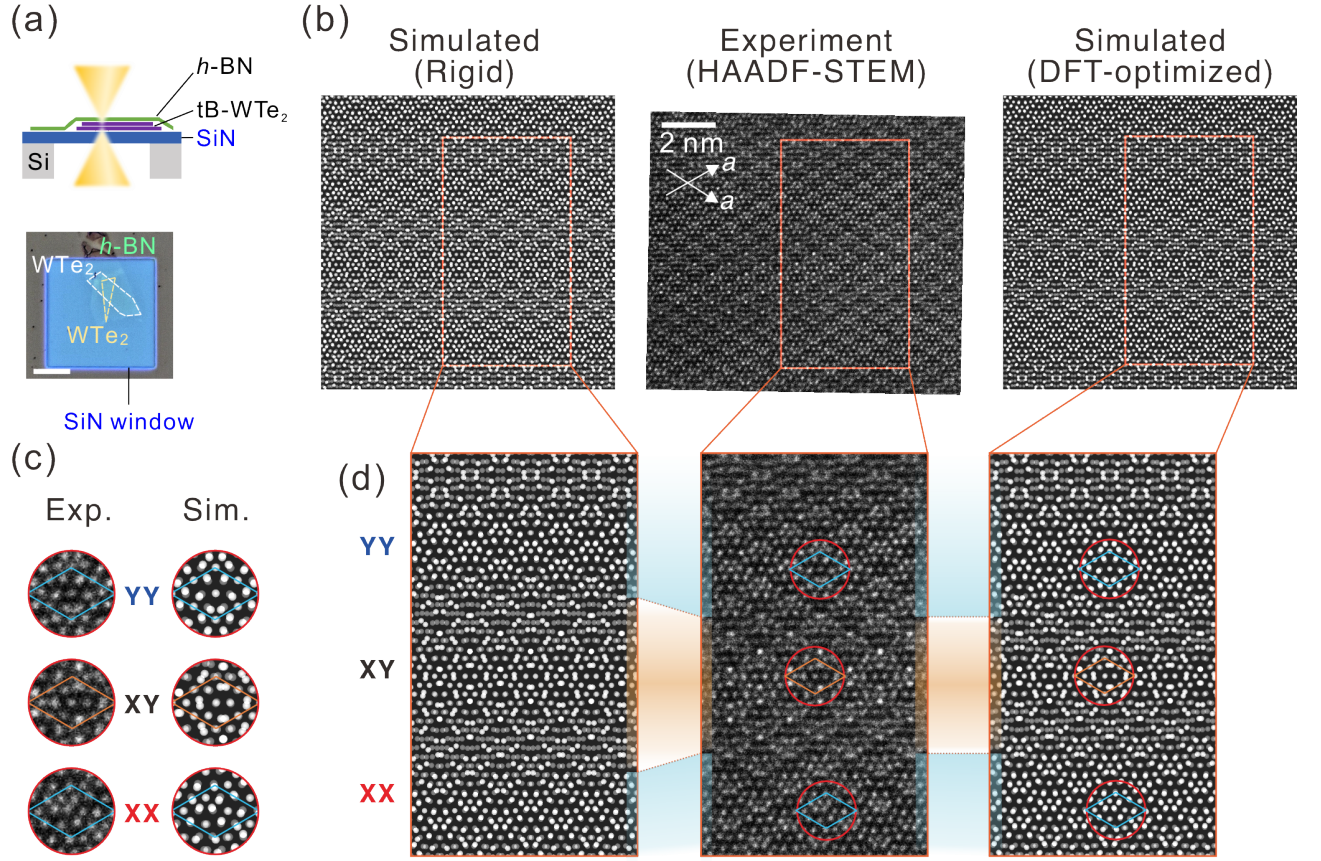 (a)
h-BN
tB-WTe₂
SiN
Si
h-BN
WTe₂
WTe₂
SiN window
(b)
Simulated
(Rigid)
Experiment
(HAADF-STEM)
Simulated
(DFT-optimized)
2 nm
a
a
(c)
Exp.
Sim.
YY
XY
XX
(d)
YY
XY
XX